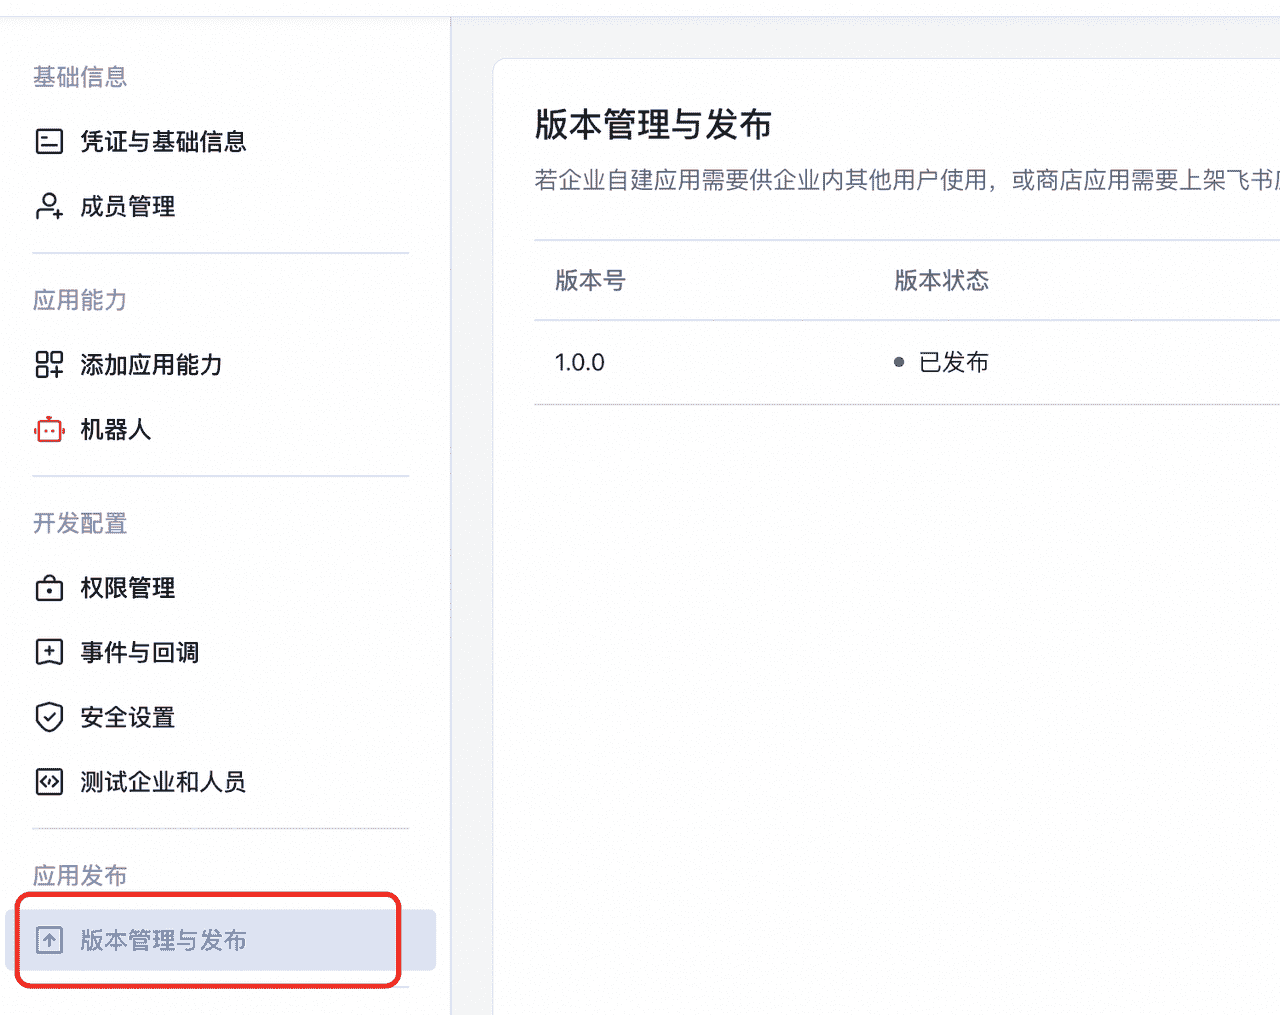 基础信息
凭证与基础信息
成员管理
应用能力
添加应用能力
机器人
开发配置
权限管理
事件与回调
安全设置
测试企业和人员
应用发布
版本管理与发布
版本管理与发布
若企业自建应用需要供企业内其他用户使用，或商店应用需要上架飞书
版本号 版本状态
1.0.0 已发布